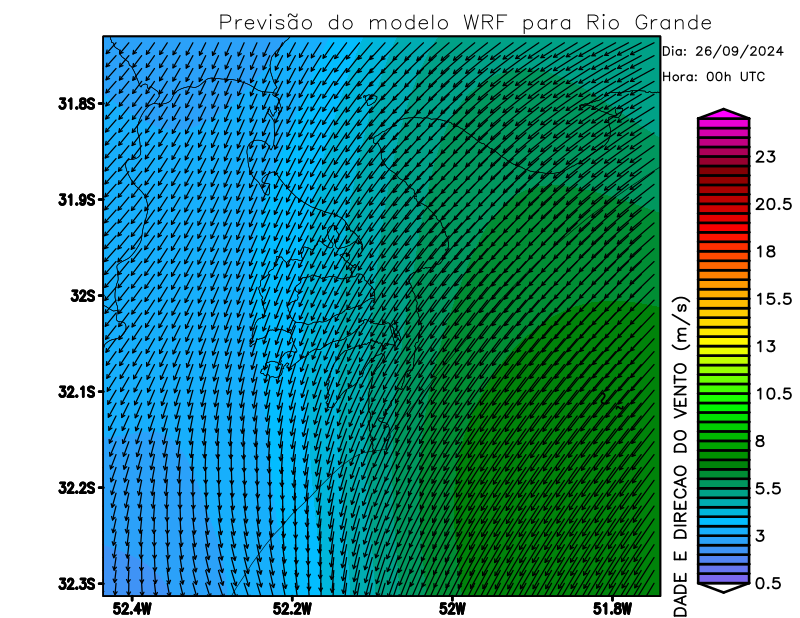 Previsão do modelo WRF para Rio Grande
Dia: 26/09/2024
Hora: 00h UTC
31.8S
31.9S
32S
32.1S
32.2S
32.3S
52.4W
52.2W
52W
51.8W
DADE E DIRECAO DO VENTO (m/s)
23
20.5
18
15.5
13
10.5
8
5.5
3
0.5